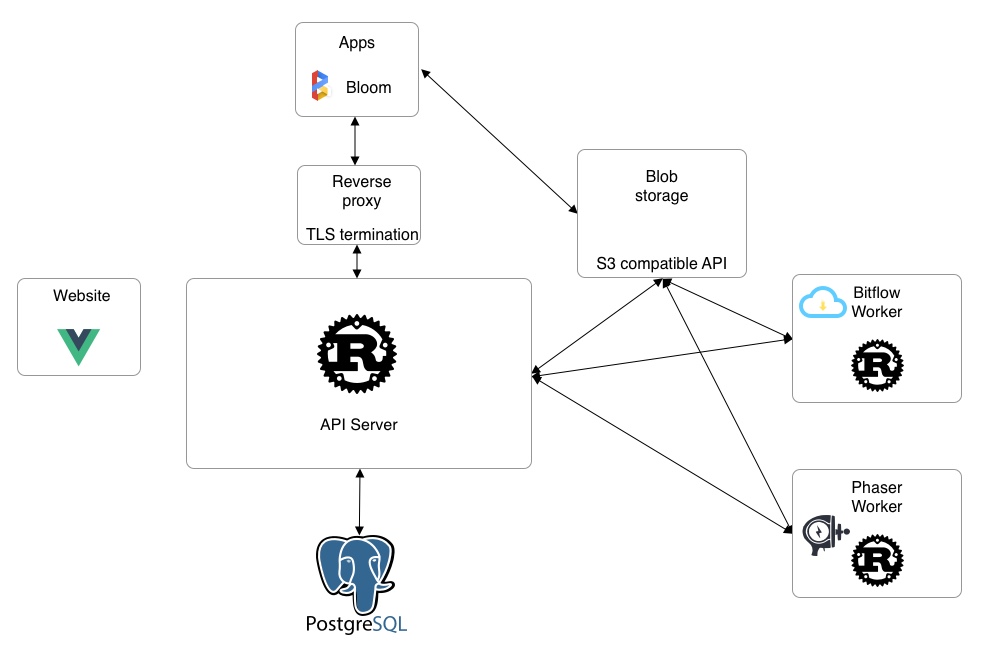 Apps
Bloom
Reverse
proxy
TLS termination
Blob
storage
S3 compatible API
Website
R
API Server
Bitflow
Worker
R
Phaser
Worker
R
PostgreSQL